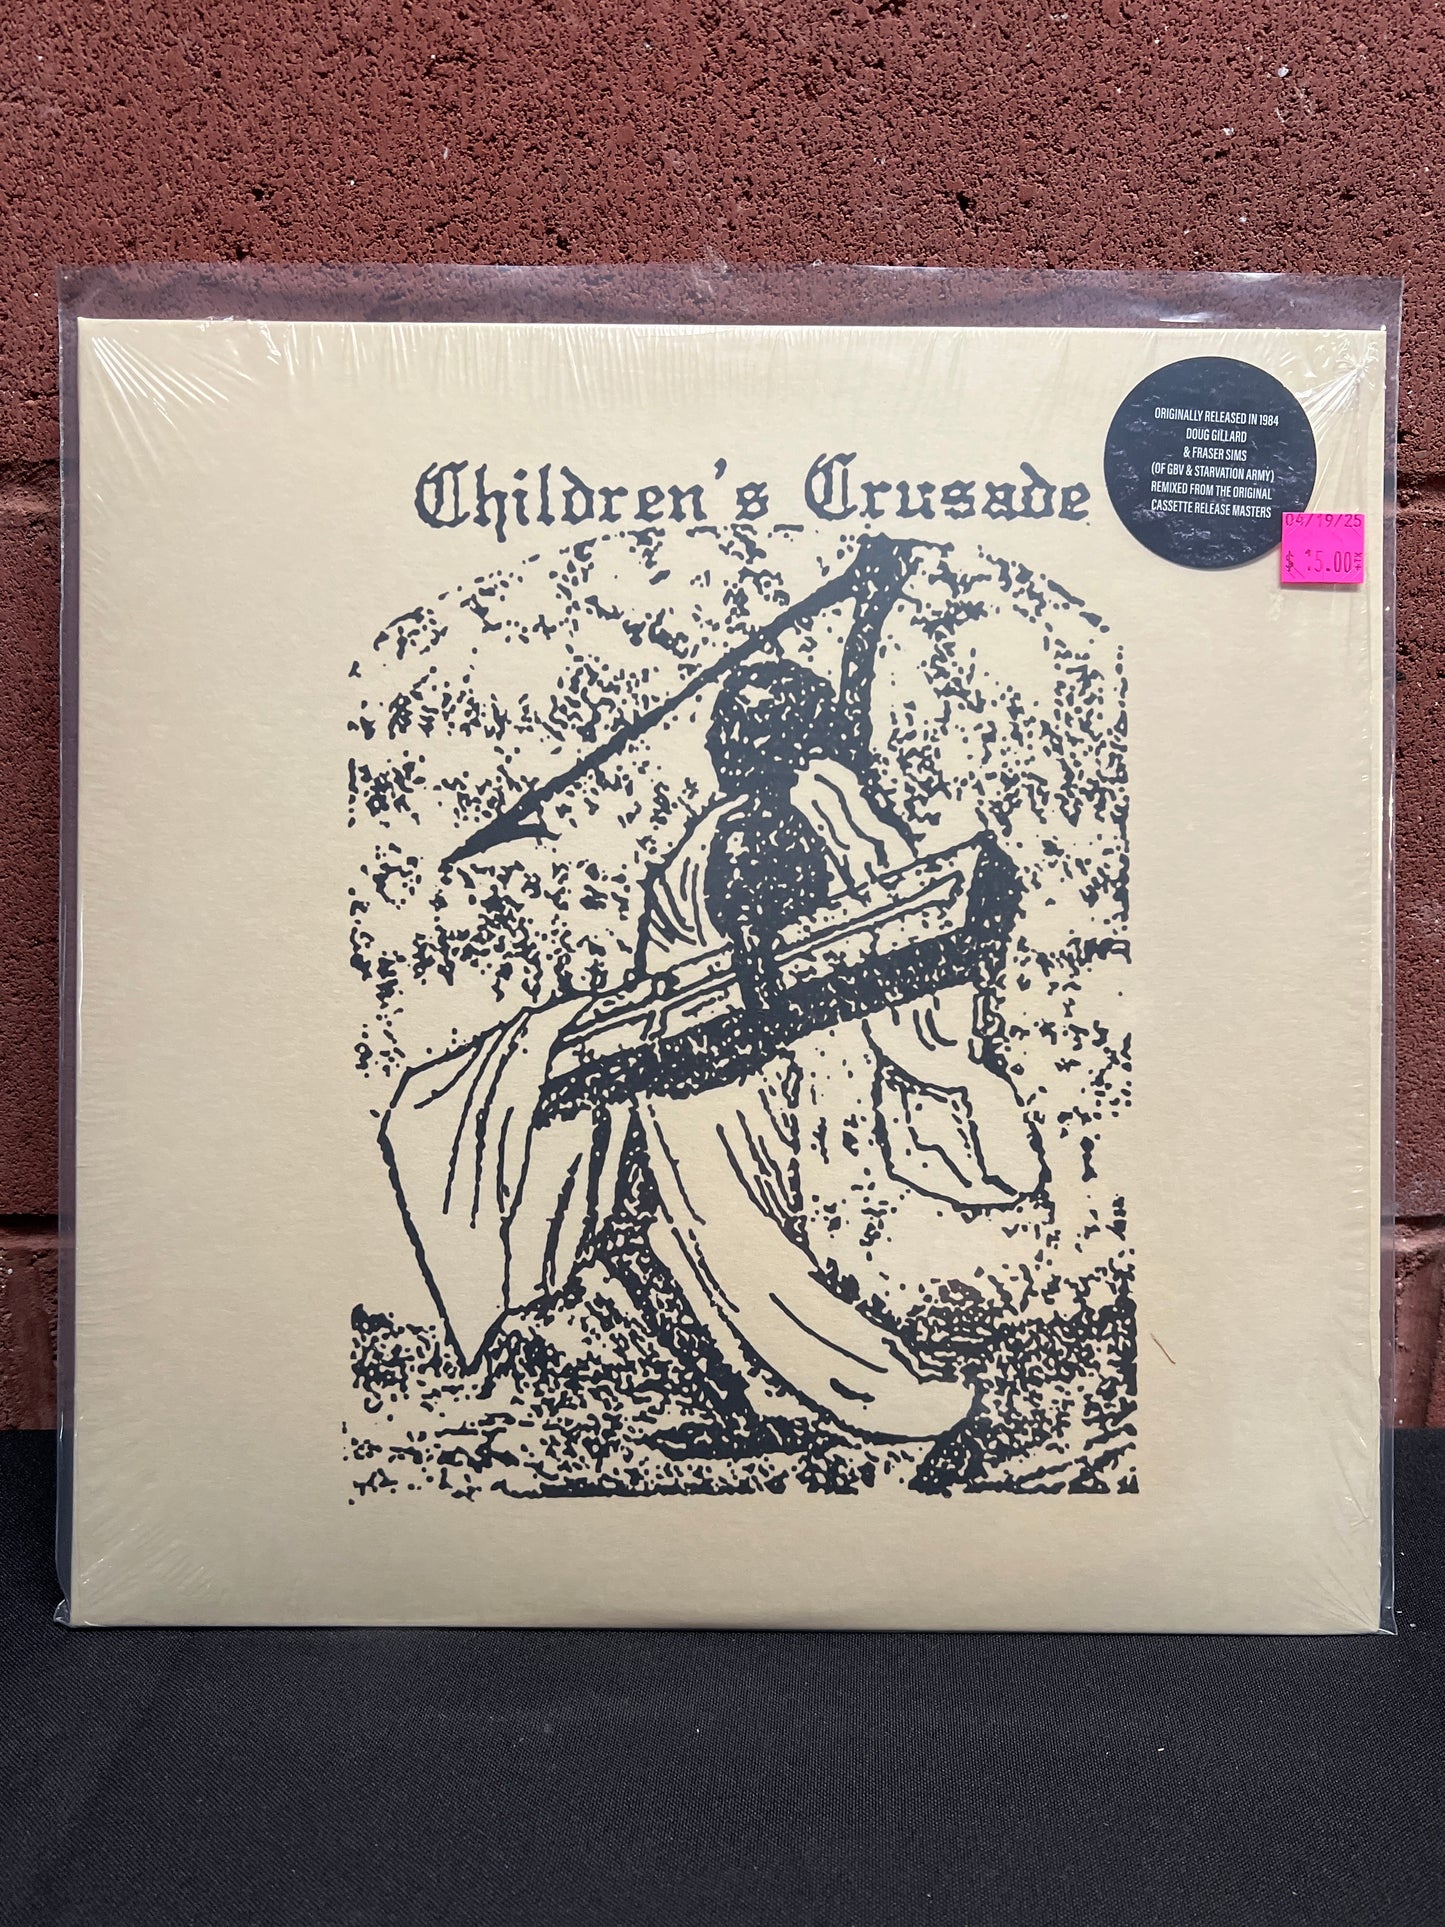 Children's Crusade
ORIGINALLY RELEASED IN 1984
DOUG GILLARD
& FRASER SIMS
(OF GBV & STARVATION ARMY)
REMIXED FROM THE ORIGINAL
CASSETTE RELEASE MASTERS
04/19/25
$ 15.00